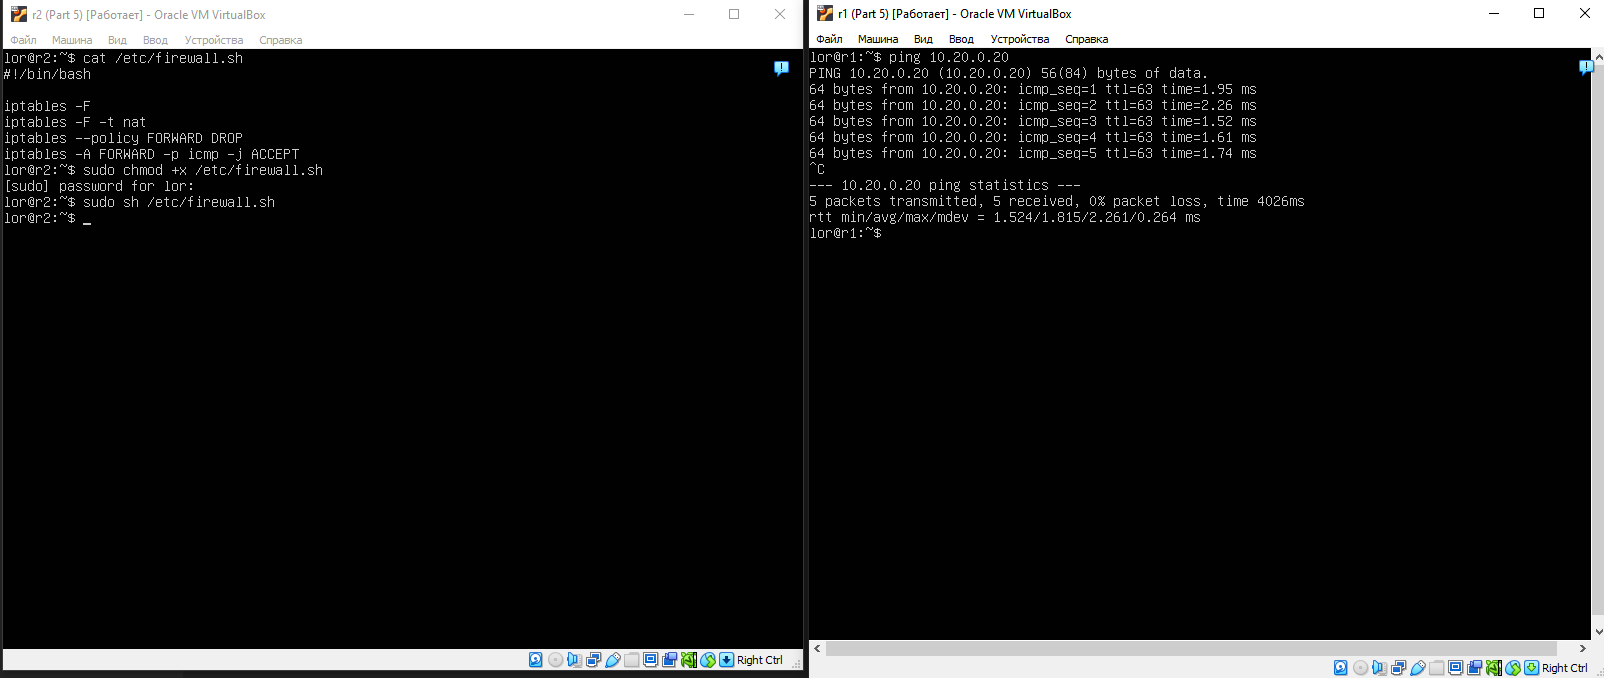 r2 (Part 5) [Работает] - Oracle VM VirtualBox
Файл Машина Вид Ввод Устройства Справка
lor@r2:~$ cat /etc/firewall.sh
#!/bin/bash
iptables -F
iptables -F -t nat
iptables --policy FORWARD DROP
iptables -A FORWARD -p icmp -j ACCEPT
lor@r2:~$ sudo chmod +x /etc/firewall.sh
[sudo] password for lor:
lor@r2:~$ sudo sh /etc/firewall.sh
lor@r2:~$ _
Right Ctrl
r1 (Part 5) [Работает] - Oracle VM VirtualBox
Файл Машина Вид Ввод Устройства Справка
lor@r1:~$ ping 10.20.0.20
PING 10.20.0.20 (10.20.0.20) 56(84) bytes of data.
64 bytes from 10.20.0.20: icmp_seq=1 ttl=63 time=1.95 ms
64 bytes from 10.20.0.20: icmp_seq=2 ttl=63 time=2.26 ms
64 bytes from 10.20.0.20: icmp_seq=3 ttl=63 time=1.52 ms
64 bytes from 10.20.0.20: icmp_seq=4 ttl=63 time=1.61 ms
64 bytes from 10.20.0.20: icmp_seq=5 ttl=63 time=1.74 ms
^C
--- 10.20.0.20 ping statistics ---
5 packets transmitted, 5 received, 0% packet loss, time 4026ms
rtt min/avg/max/mdev = 1.524/1.815/2.261/0.264 ms
lor@r1:~$
Right Ctrl